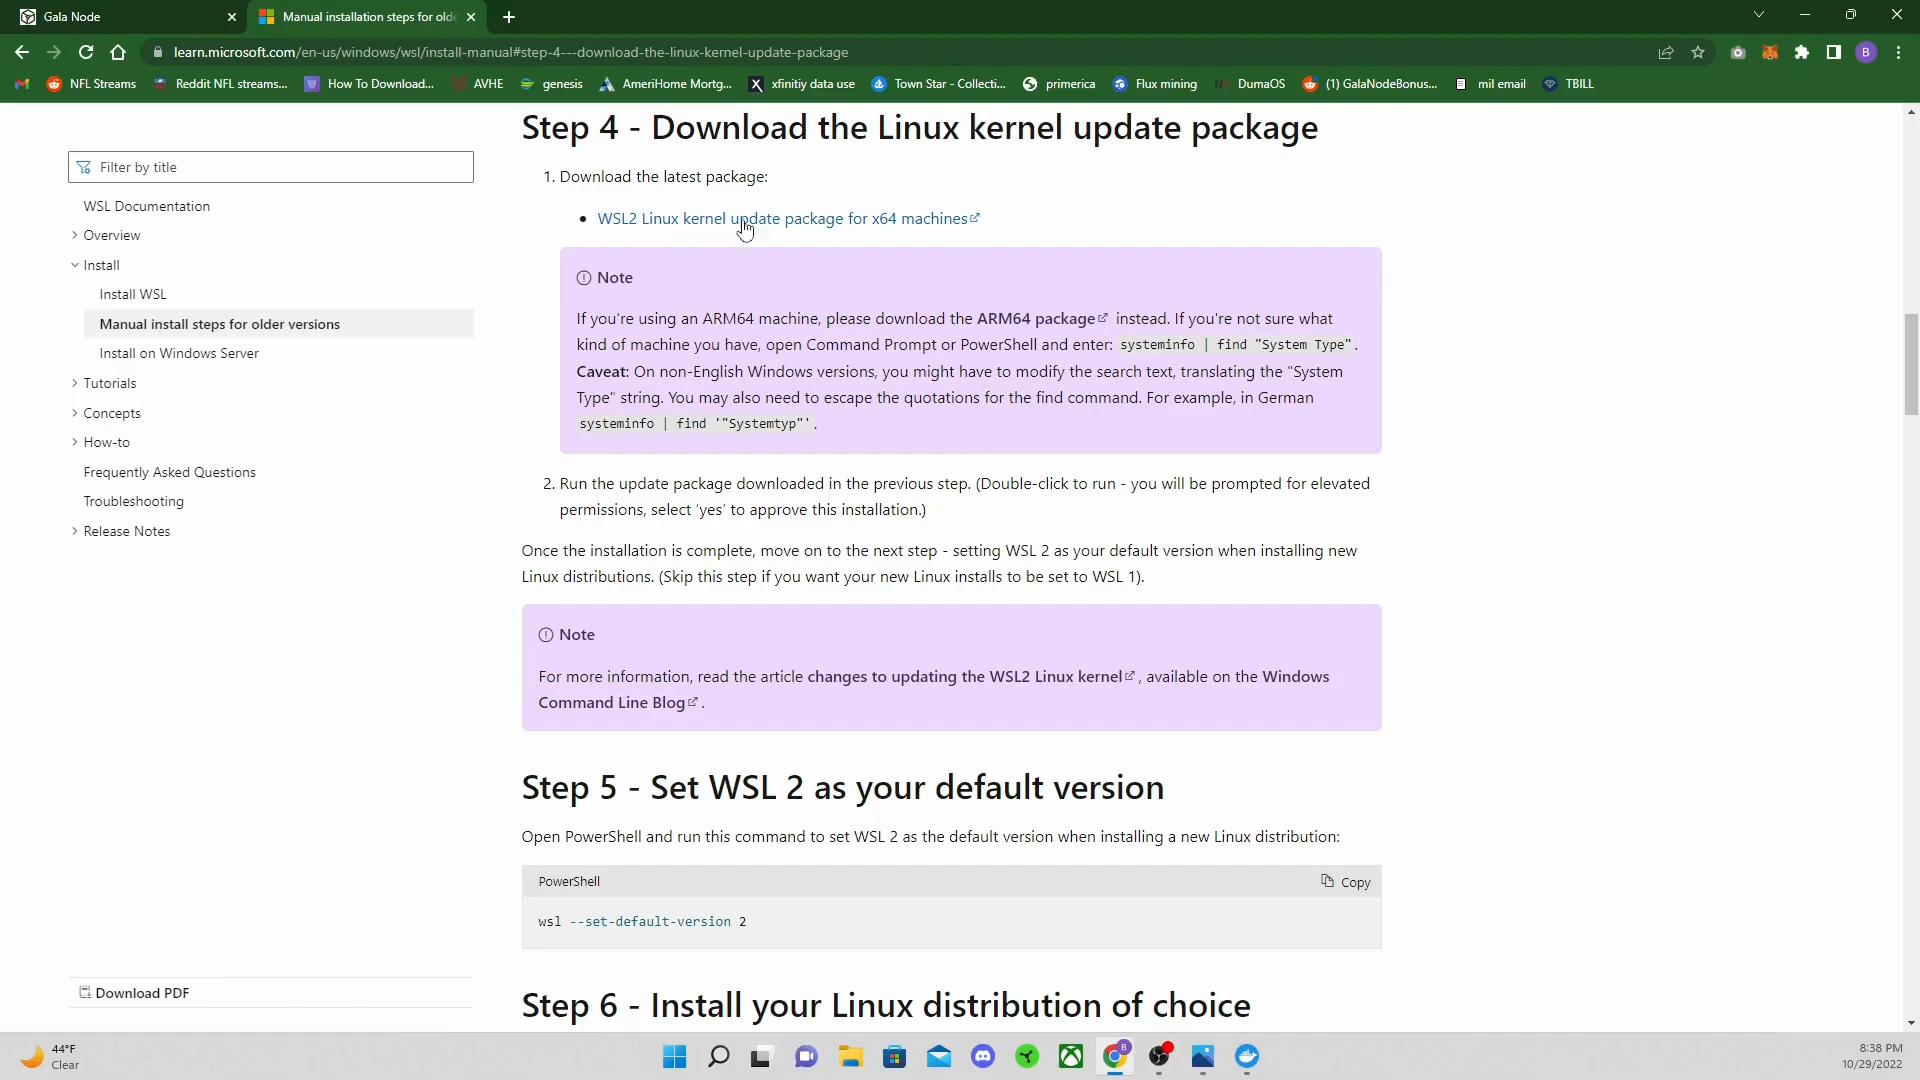 Gala Node
Manual installation steps for olde
learn.microsoft.com/en-us/windows/wsl/install-manual#step-4---download-the-linux-kernel-update-package
B
NFL Streams
Reddit NFL streams...
How To Download...
AVHE
genesis
AmeriHome Mortg...
xfinitiy data use
Town Star - Collecti...
primerica
Flux mining
DumaOS
(1) GalaNodeBonus...
mil email
TBILL
Filter by title
WSL Documentation
Overview
Install
Install WSL
Manual install steps for older versions
Install on Windows Server
Tutorials
Concepts
How-to
Frequently Asked Questions
Troubleshooting
Release Notes
Download PDF
Step 4 - Download the Linux kernel update package
1. Download the latest package:
• WSL2 Linux kernel update package for x64 machines
Note
If you're using an ARM64 machine, please download the ARM64 package instead. If you're not sure what
kind of machine you have, open Command Prompt or PowerShell and enter: systeminfo | find "System Type".
Caveat: On non-English Windows versions, you might have to modify the search text, translating the "System
Type" string. You may also need to escape the quotations for the find command. For example, in German
systeminfo | find '"Systemtyp"'.
2. Run the update package downloaded in the previous step. (Double-click to run - you will be prompted for elevated
permissions, select ‘yes’ to approve this installation.)
Once the installation is complete, move on to the next step - setting WSL 2 as your default version when installing new
Linux distributions. (Skip this step if you want your new Linux installs to be set to WSL 1).
Note
For more information, read the article changes to updating the WSL2 Linux kernel, available on the Windows
Command Line Blog.
Step 5 - Set WSL 2 as your default version
Open PowerShell and run this command to set WSL 2 as the default version when installing a new Linux distribution:
PowerShell
Copy
wsl --set-default-version 2
Step 6 - Install your Linux distribution of choice
44°F
Clear
B
8:38 PM
10/29/2022